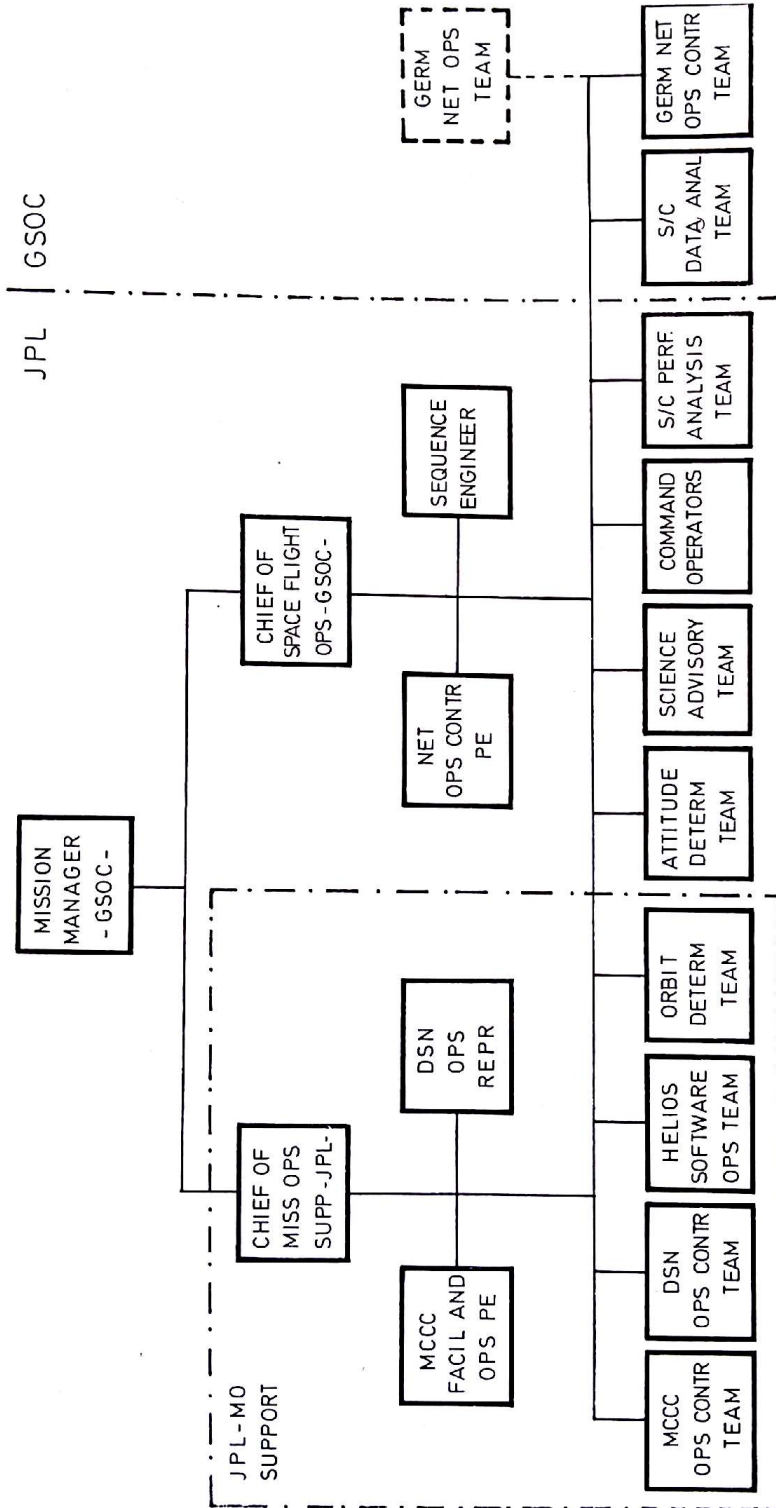 JPL
GSOC
MISSION
MANAGER
- GSOC -
JPL-MO
SUPPORT
CHIEF OF
MISS OPS
SUPP-JPL-
CHIEF OF
SPACE FLIGHT
OPS-GSOC-
MCCC
FACIL AND
OPS PE
DSN
OPS
REPR
NET
OPS CONTR
PE
SEQUENCE
ENGINEER
GERM
NET OPS
TEAM
MCCC
OPS CONTR
TEAM
DSN
OPS CONTR
TEAM
HELIOS
SOFTWARE
OPS TEAM
ORBIT
DETERM
TEAM
ATTITUDE
DETERM
TEAM
SCIENCE
ADVISORY
TEAM
COMMAND
OPERATORS
S/C PERF.
ANALYSIS
TEAM
S/C
DATA ANAL
TEAM
GERM NET
OPS CONTR
TEAM